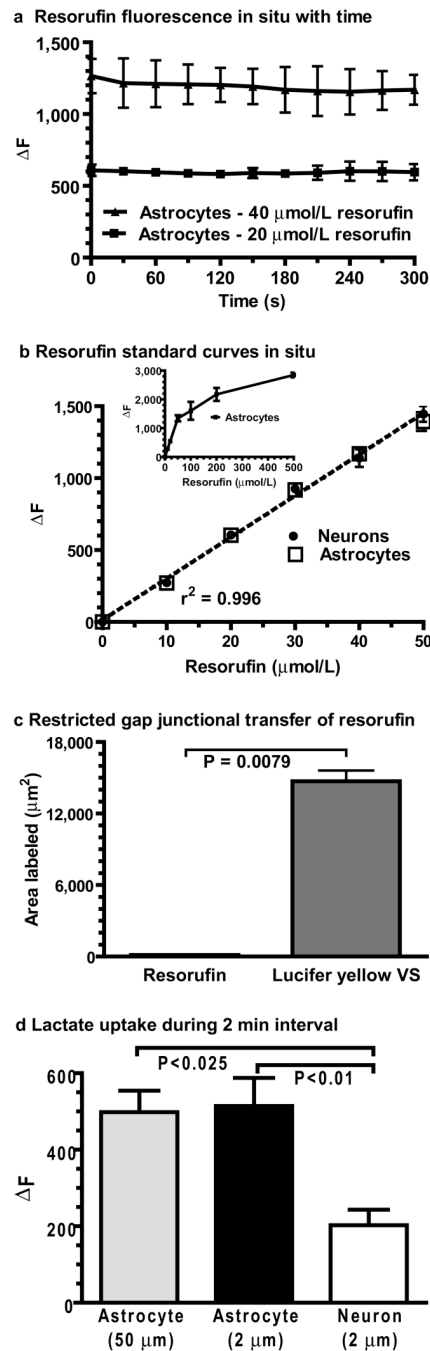 a Resorufin fluorescence in situ with time
1,500
1,000
500
0
ΔF
Astrocytes - 40 μmol/L resorufin
Astrocytes - 20 μmol/L resorufin
0 60 120 180 240 300
Time (s)
b Resorufin standard curves in situ
3,000
2,000
1,000
0
ΔF
Astrocytes
0 100 200 300 400 500
Resorufin (μmol/L)
1,500
1,000
500
0
ΔF
Neurons
Astrocytes
r² = 0.996
0 10 20 30 40 50
Resorufin (μmol/L)
c Restricted gap junctional transfer of resorufin
18,000
12,000
6,000
0
Area labeled (μm²)
P = 0.0079
Resorufin Lucifer yellow VS
d Lactate uptake during 2 min interval
P<0.025
P<0.01
600
400
200
0
ΔF
Astrocyte Astrocyte Neuron
(50 μm) (2 μm) (2 μm)